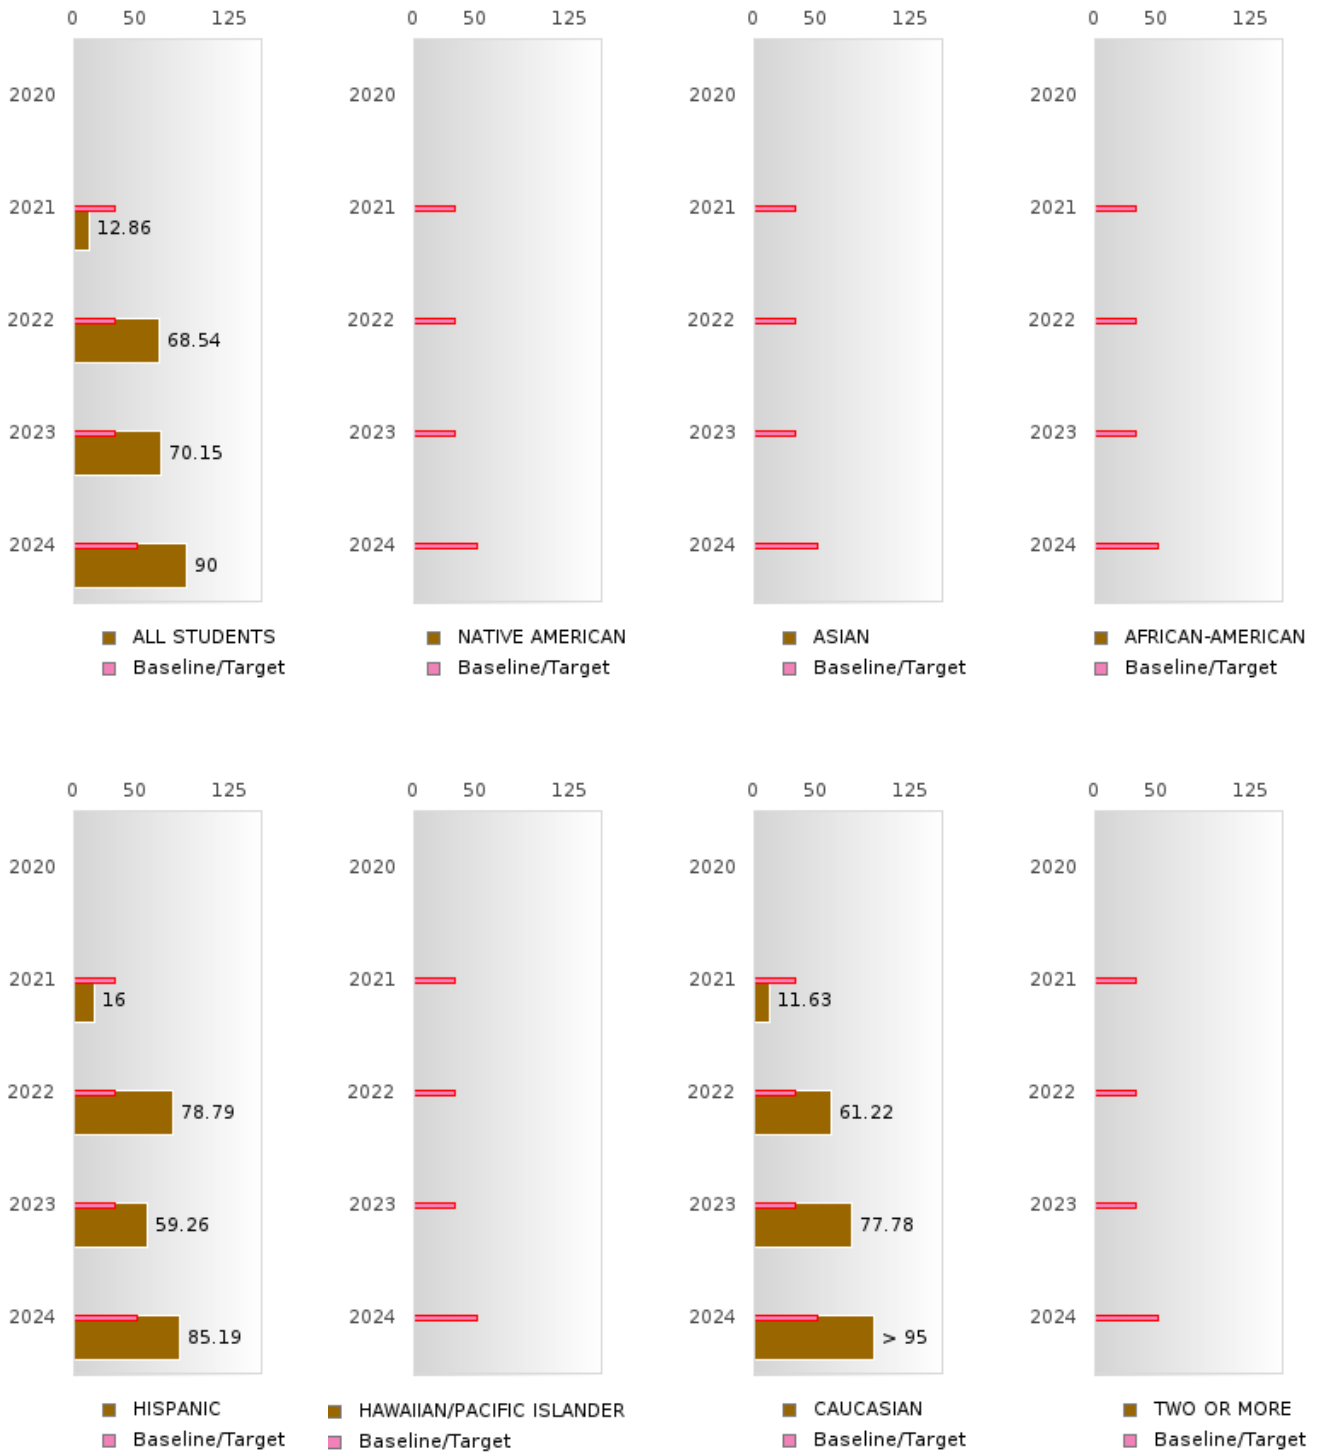 0 50 125 0 50 125 0 50 125 0 50 125
2020 2020 2020 2020
2021 2021 2021 2021
12.86
2022 2022 2022 2022
68.54
2023 2023 2023 2023
70.15
2024 2024 2024 2024
90
ALL STUDENTS NATIVE AMERICAN ASIAN AFRICAN-AMERICAN
Baseline/Target Baseline/Target Baseline/Target Baseline/Target
0 50 125 0 50 125 0 50 125 0 50 125
2020 2020 2020 2020
2021 2021 2021 2021
16 11.63
2022 2022 2022 2022
78.79 61.22
2023 2023 2023 2023
59.26 77.78
2024 2024 2024 2024
85.19 > 95
HISPANIC HAWAIIAN/PACIFIC ISLANDER CAUCASIAN TWO OR MORE
Baseline/Target Baseline/Target Baseline/Target Baseline/Target